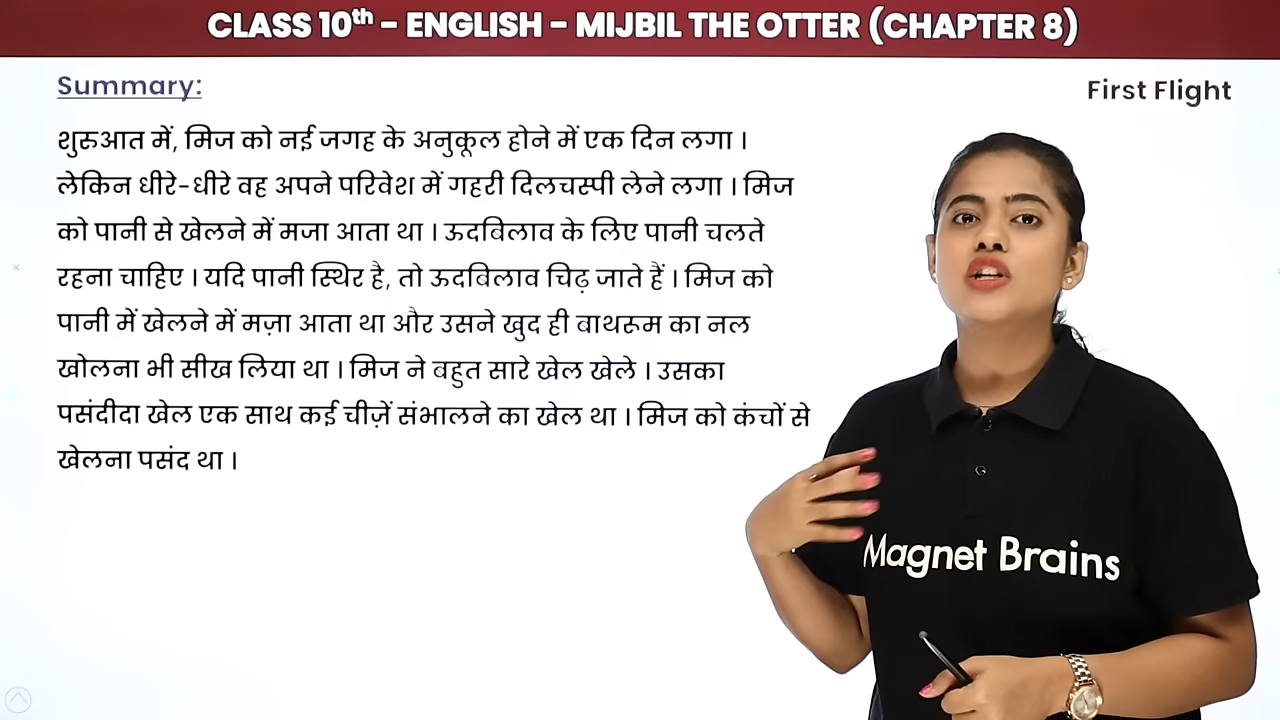 CLASS 10th - ENGLISH - MIJBIL THE OTTER (CHAPTER 8)
Summary:
First Flight
शुरुआत में, मिज को नई जगह के अनुकूल होने में एक दिन लगा ।
लेकिन धीरे-धीरे वह अपने परिवेश में गहरी दिलचस्पी लेने लगा । मिज
को पानी से खेलने में मजा आता था । ऊदबिलाव के लिए पानी चलते
रहना चाहिए । यदि पानी स्थिर है, तो ऊदबिलाव चिढ़ जाते हैं । मिज को
पानी में खेलने में मज़ा आता था और उसने खुद ही बाथरूम का नल
खोलना भी सीख लिया था । मिज ने बहुत सारे खेल खेले । उसका
पसंदीदा खेल एक साथ कई चीज़ें संभालने का खेल था । मिज को कंचों से
खेलना पसंद था ।
Magnet Brains